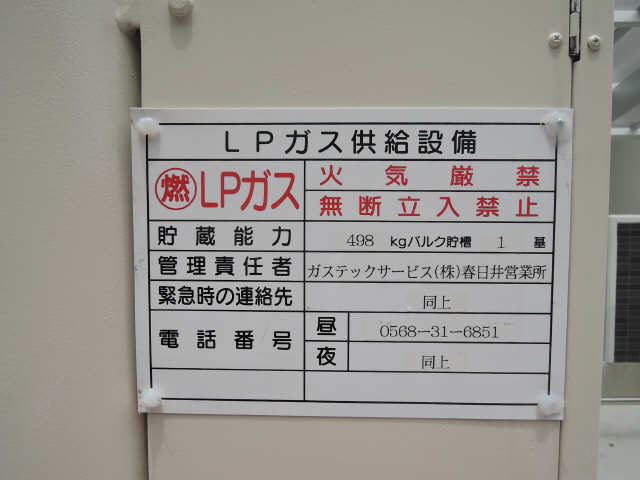 LPガス供給設備
燃 LPガス
火気厳禁
無断立入禁止
貯蔵能力 498 kgバルク貯槽 1 基
管理責任者 ガステックサービス(株)春日井営業所
緊急時の連絡先 同上
電話番号
昼 0568-31-6851
夜 同上